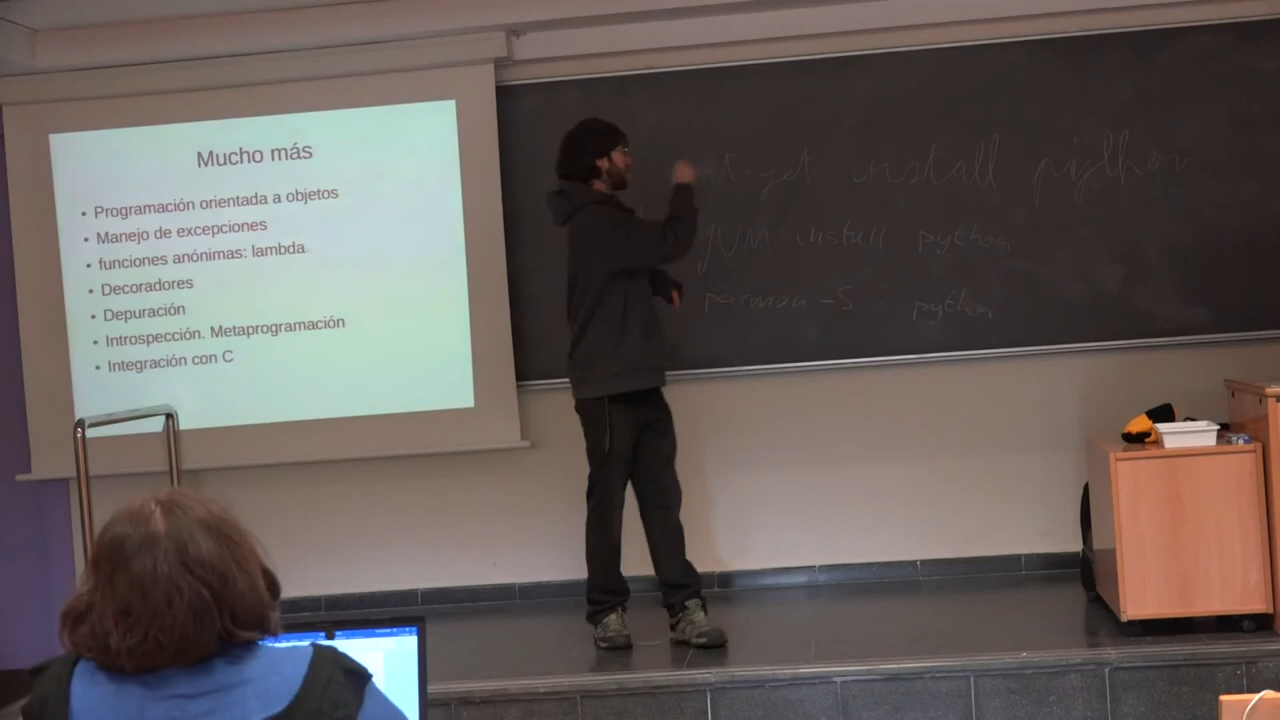 Mucho más
• Programación orientada a objetos
• Manejo de excepciones
• funciones anónimas: lambda
• Decoradores
• Depuración
• Introspección. Metaprogramación
• Integración con C
install python
YUM install python
pacman -S python